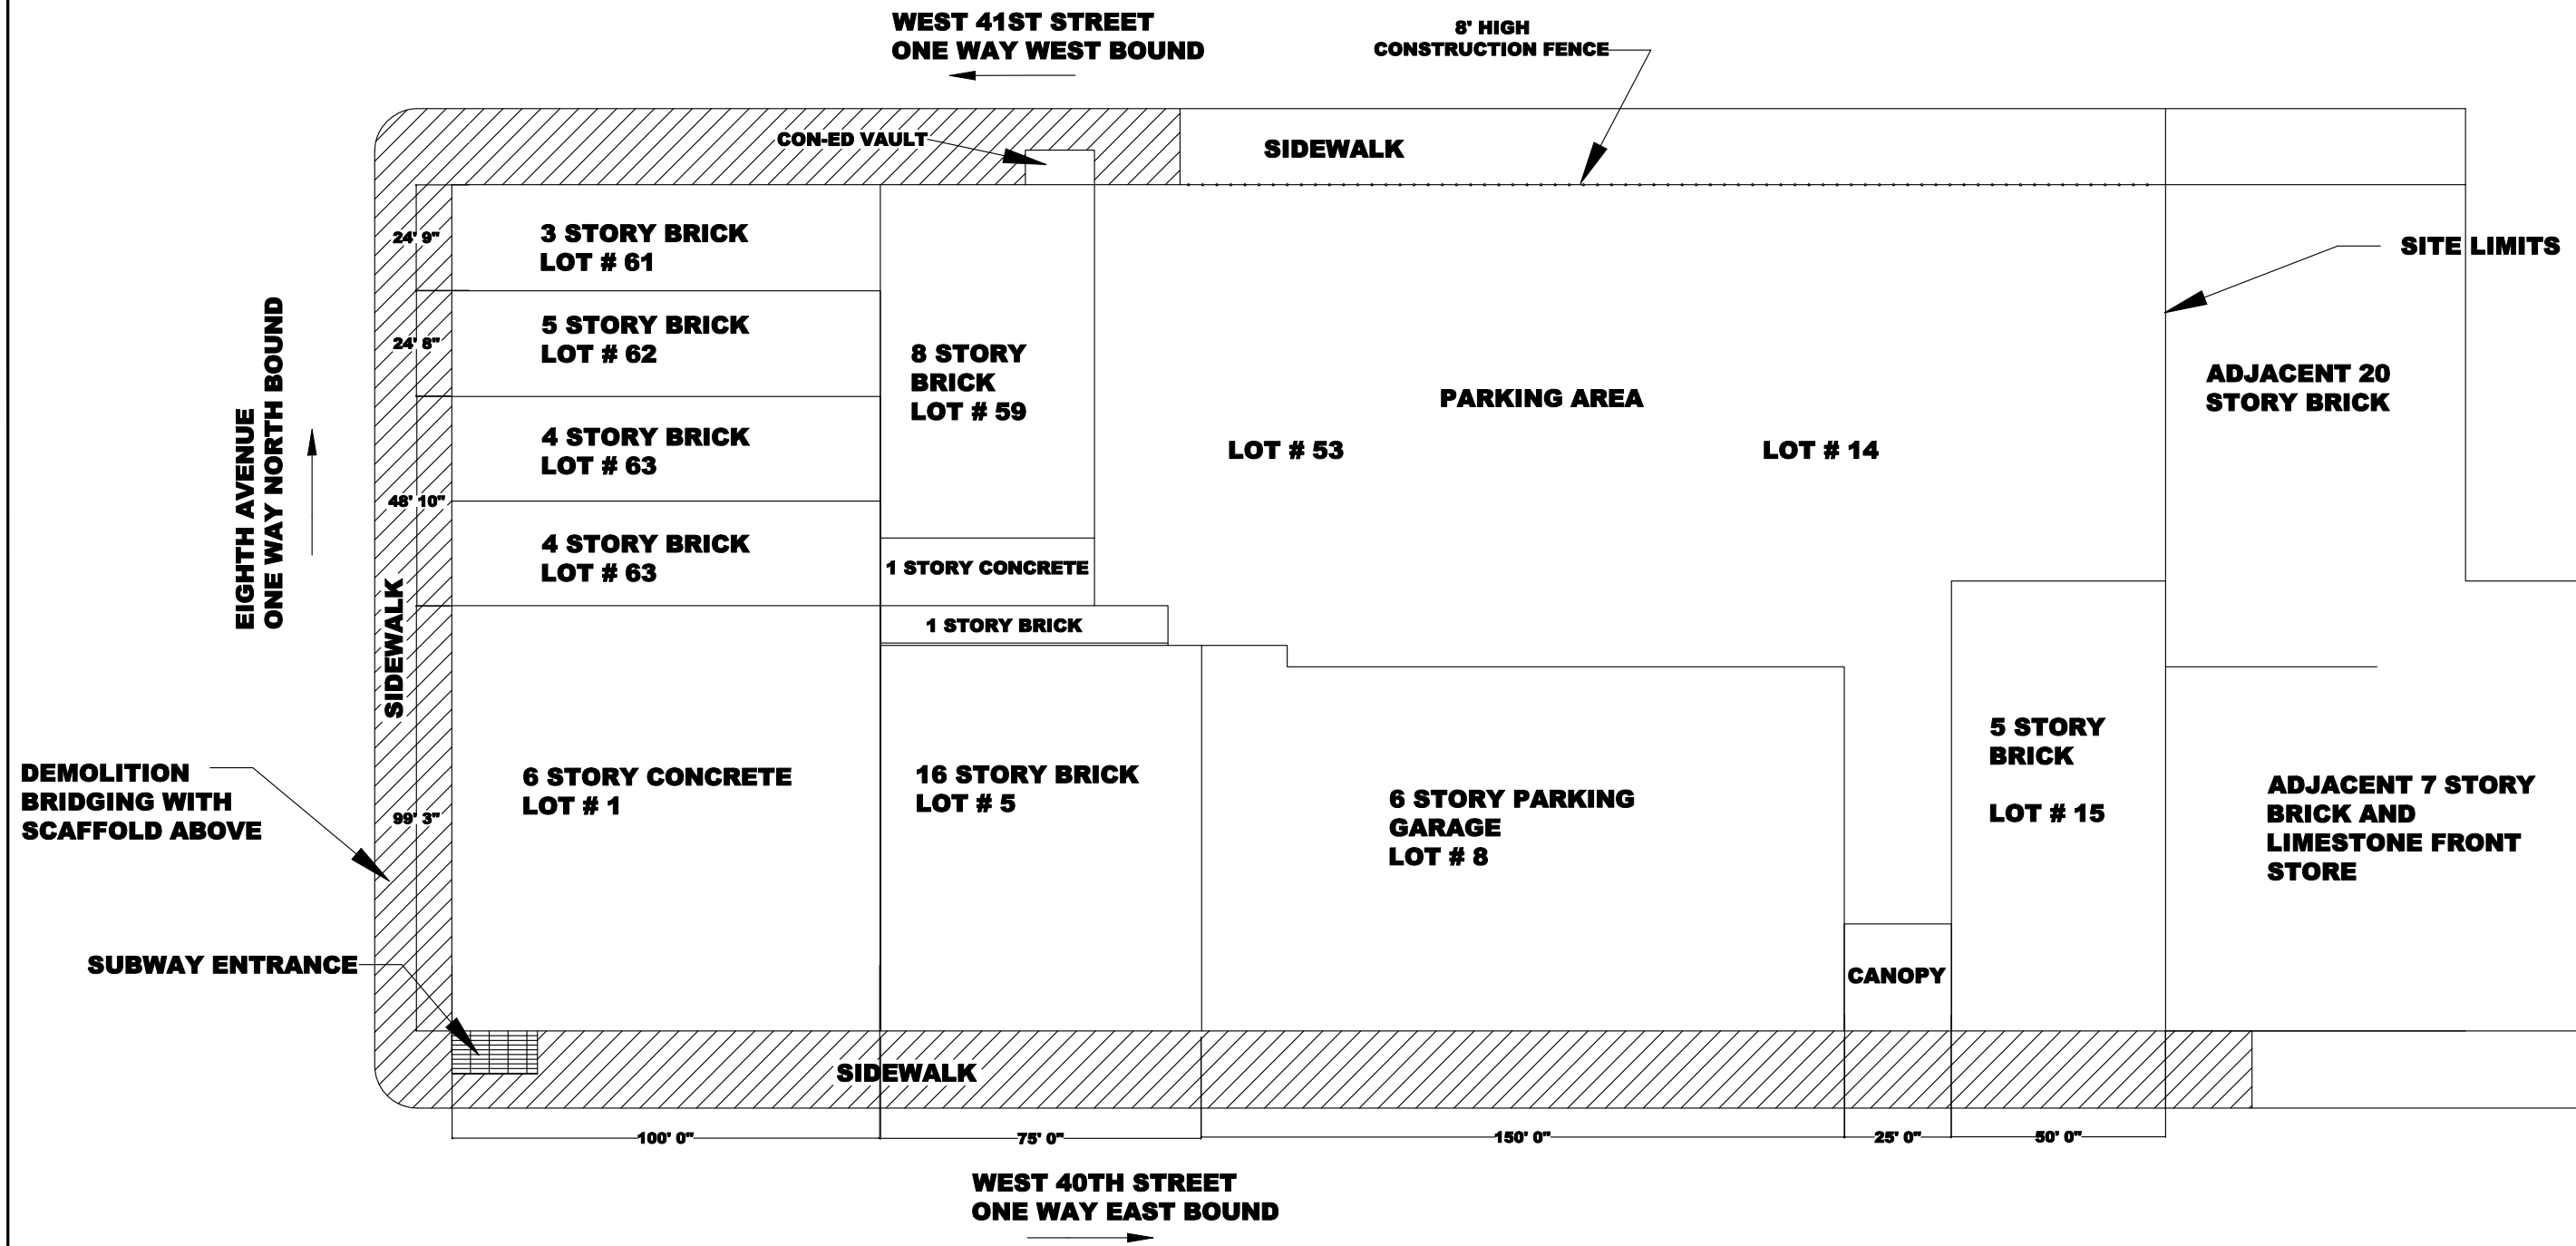 WEST 41ST STREET
ONE WAY WEST BOUND
8' HIGH
CONSTRUCTION FENCE
CON-ED VAULT
SIDEWALK
24' 9"
3 STORY BRICK
LOT # 61
SITE LIMITS
24' 8"
5 STORY BRICK
LOT # 62
8 STORY
BRICK
LOT # 59
PARKING AREA
ADJACENT 20
STORY BRICK
4 STORY BRICK
LOT # 63
LOT # 53
LOT # 14
EIGHTH AVENUE
ONE WAY NORTH BOUND
48' 10"
4 STORY BRICK
LOT # 63
1 STORY CONCRETE
1 STORY BRICK
SIDEWALK
DEMOLITION
BRIDGING WITH
SCAFFOLD ABOVE
99' 3"
6 STORY CONCRETE
LOT # 1
16 STORY BRICK
LOT # 5
6 STORY PARKING
GARAGE
LOT # 8
5 STORY
BRICK
LOT # 15
ADJACENT 7 STORY
BRICK AND
LIMESTONE FRONT
STORE
SUBWAY ENTRANCE
CANOPY
SIDEWALK
100' 0"
75' 0"
150' 0"
25' 0"
50' 0"
WEST 40TH STREET
ONE WAY EAST BOUND